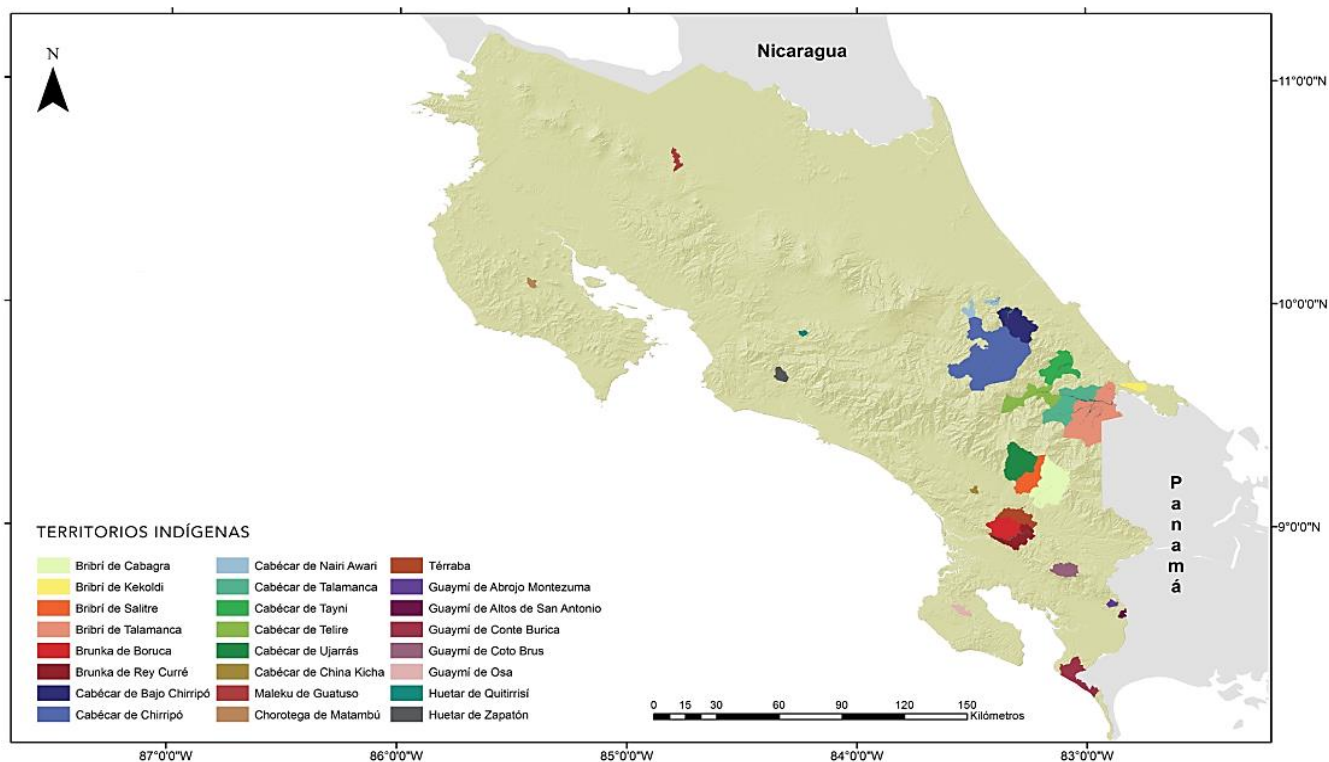 N
Nicaragua
11°0'0"N
10°0'0"N
9°0'0"N
Panamá
TERRITORIOS INDÍGENAS
Bribrí de Cabagra
Bribrí de Kekoldi
Bribrí de Salitre
Bribrí de Talamanca
Brunka de Boruca
Brunka de Rey Curré
Cabécar de Bajo Chirripó
Cabécar de Chirripó
Cabécar de Nairi Awari
Cabécar de Talamanca
Cabécar de Tayni
Cabécar de Telire
Cabécar de Ujarrás
Cabécar de China Kicha
Maleku de Guatuso
Chorotega de Matambú
Térraba
Guaymí de Abrojo Montezuma
Guaymí de Altos de San Antonio
Guaymí de Conte Burica
Guaymí de Coto Brus
Guaymí de Osa
Huetar de Quitirrisí
Huetar de Zapatón
0 15 30 60 90 120 150
Kilómetros
87°0'0"W 86°0'0"W 85°0'0"W 84°0'0"W 83°0'0"W